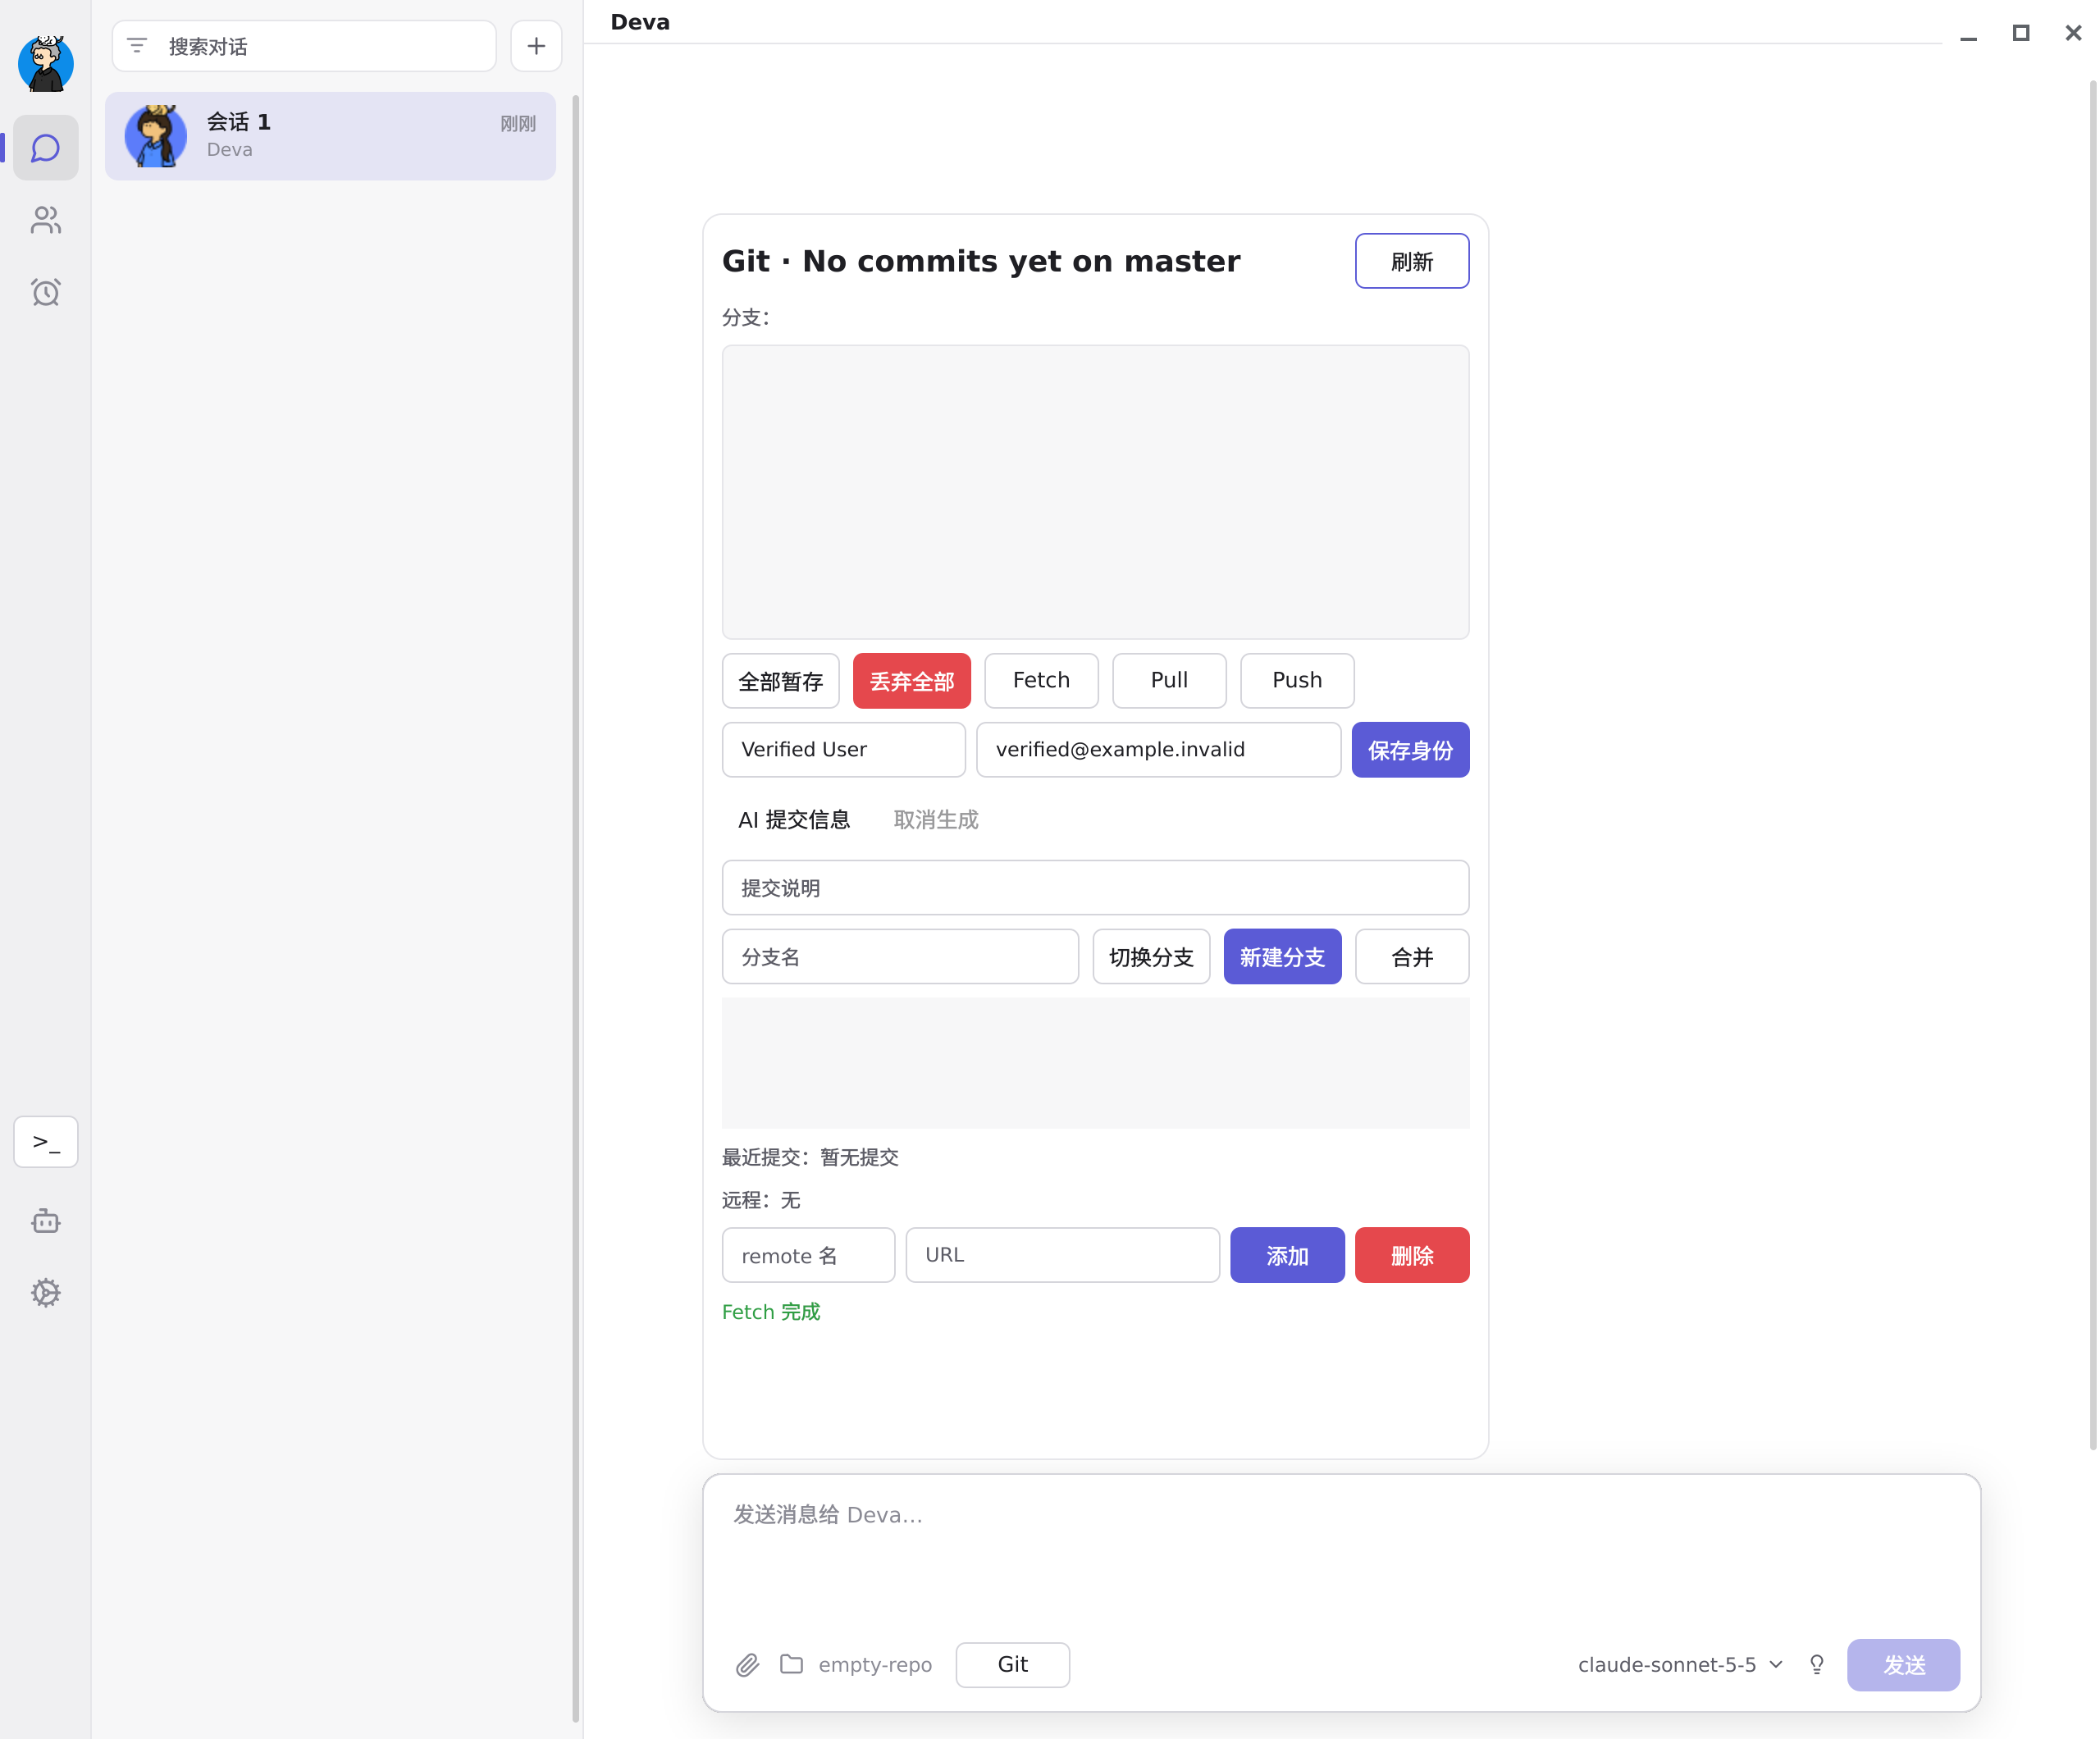 搜索对话
会话 1
刚刚
Deva
Deva
Git · No commits yet on master
刷新
分支：
全部暂存
丢弃全部
Fetch
Pull
Push
Verified User
verified@example.invalid
保存身份
AI 提交信息
取消生成
提交说明
分支名
切换分支
新建分支
合并
最近提交：暂无提交
远程：无
remote 名
URL
添加
删除
Fetch 完成
发送消息给 Deva…
>_
empty-repo
Git
claude-sonnet-5-5
发送